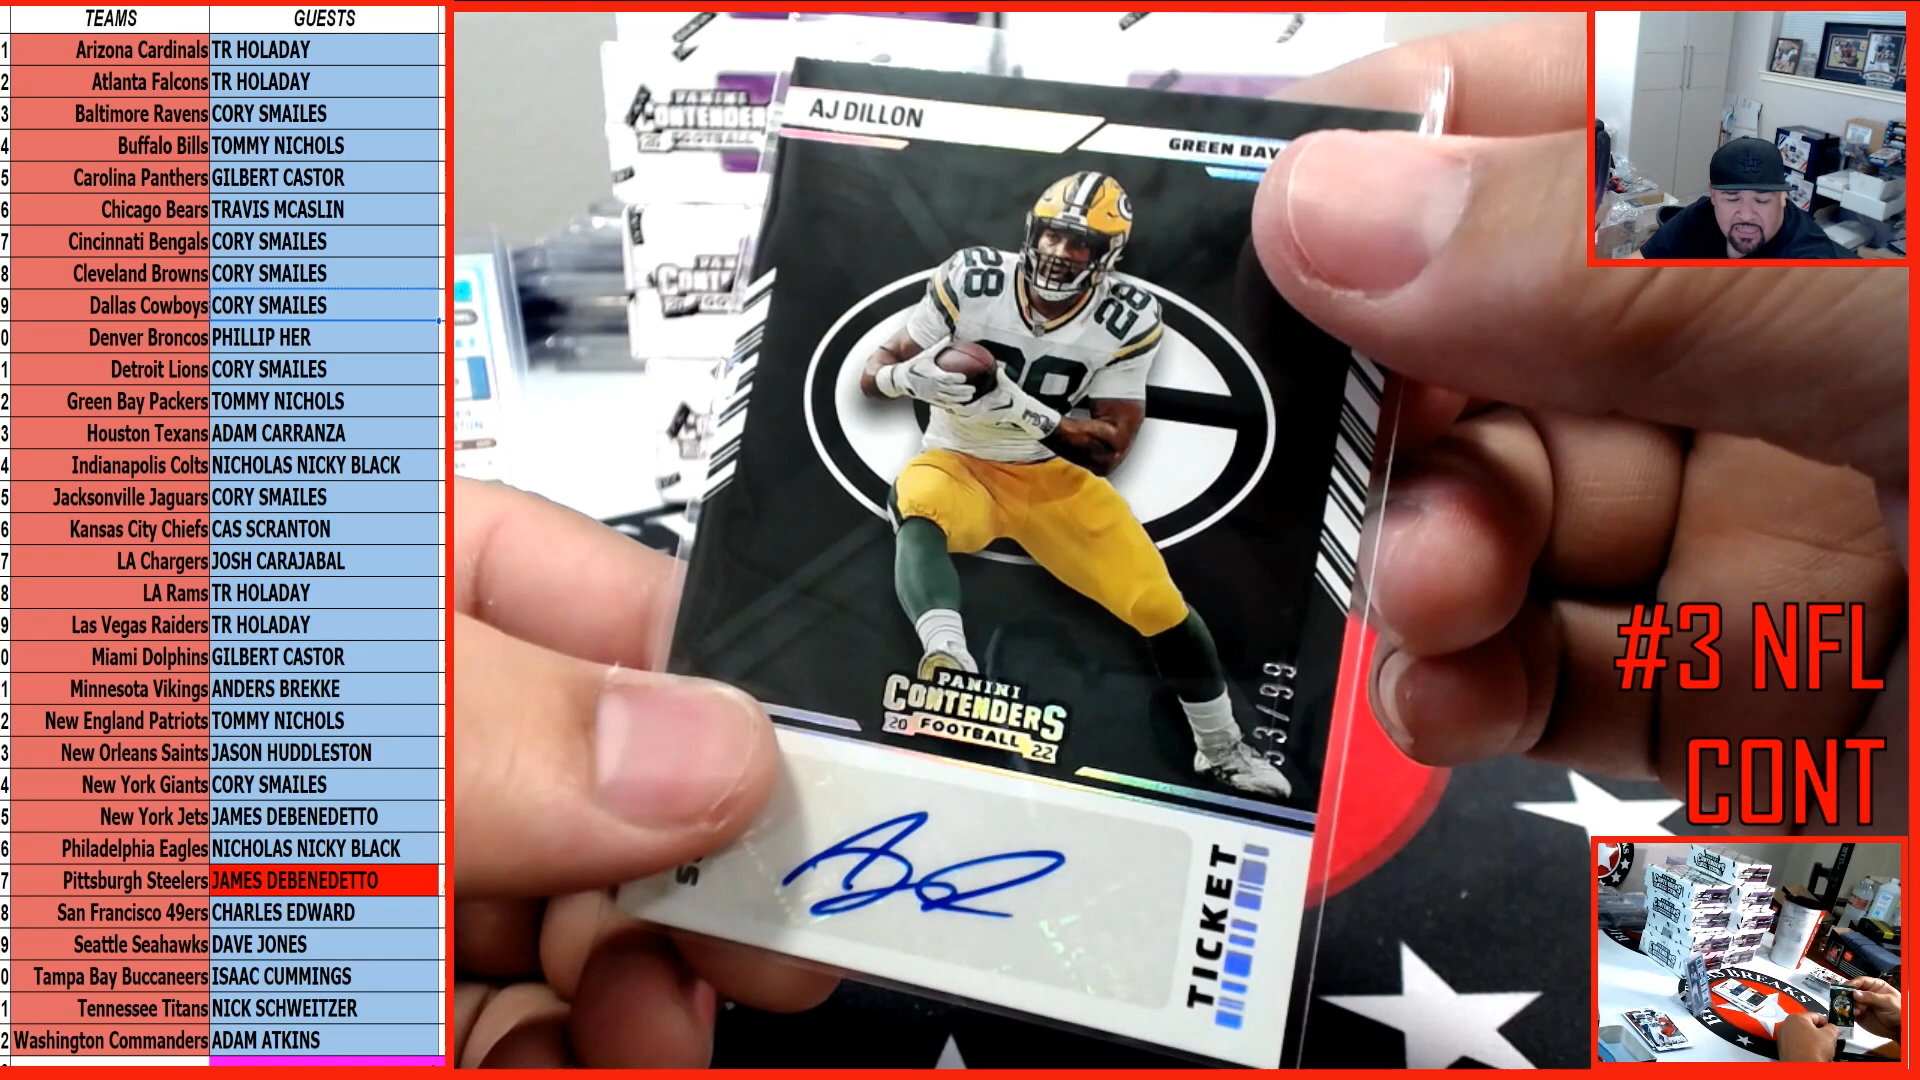 TEAMS GUESTS
1 Arizona Cardinals TR HOLADAY
2 Atlanta Falcons TR HOLADAY
3 Baltimore Ravens CORY SMAILES
4 Buffalo Bills TOMMY NICHOLS
5 Carolina Panthers GILBERT CASTOR
6 Chicago Bears TRAVIS MCASLIN
7 Cincinnati Bengals CORY SMAILES
8 Cleveland Browns CORY SMAILES
9 Dallas Cowboys CORY SMAILES
0 Denver Broncos PHILLIP HER
1 Detroit Lions CORY SMAILES
2 Green Bay Packers TOMMY NICHOLS
3 Houston Texans ADAM CARRANZA
4 Indianapolis Colts NICHOLAS NICKY BLACK
5 Jacksonville Jaguars CORY SMAILES
6 Kansas City Chiefs CAS SCRANTON
7 LA Chargers JOSH CARAJABAL
8 LA Rams TR HOLADAY
9 Las Vegas Raiders TR HOLADAY
0 Miami Dolphins GILBERT CASTOR
1 Minnesota Vikings ANDERS BREKKE
2 New England Patriots TOMMY NICHOLS
3 New Orleans Saints JASON HUDDLESTON
4 New York Giants CORY SMAILES
5 New York Jets JAMES DEBENEDETTO
6 Philadelphia Eagles NICHOLAS NICKY BLACK
7 Pittsburgh Steelers JAMES DEBENEDETTO
8 San Francisco 49ers CHARLES EDWARD
9 Seattle Seahawks DAVE JONES
0 Tampa Bay Buccaneers ISAAC CUMMINGS
1 Tennessee Titans NICK SCHWEITZER
2 Washington Commanders ADAM ATKINS
PANINI
CONTENDERS
FOOTBALL
AJ DILLON
GREEN BAY
28
28
28
G
PANINI
CONTENDERS
20 FOOTBALL 22
53/99
TICKET
#3 NFL
CONT
BREAKS